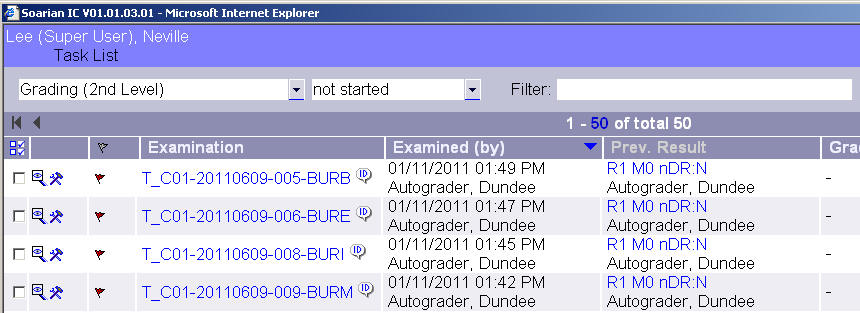 Soarian IC V01.01.03.01 - Microsoft Internet Explorer
Lee (Super User), Neville
Task List
Grading (2nd Level) not started Filter:
1 - 50 of total 50
Examination Examined (by) Prev. Result Gra
T_C01-20110609-005-BURB ID 01/11/2011 01:49 PM R1 M0 nDR:N -
Autograder, Dundee Autograder, Dundee
T_C01-20110609-006-BURE ID 01/11/2011 01:47 PM R1 M0 nDR:N -
Autograder, Dundee Autograder, Dundee
T_C01-20110609-008-BURI ID 01/11/2011 01:45 PM R1 M0 nDR:N -
Autograder, Dundee Autograder, Dundee
T_C01-20110609-009-BURM ID 01/11/2011 01:42 PM R1 M0 nDR:N -
Autograder, Dundee Autograder, Dundee